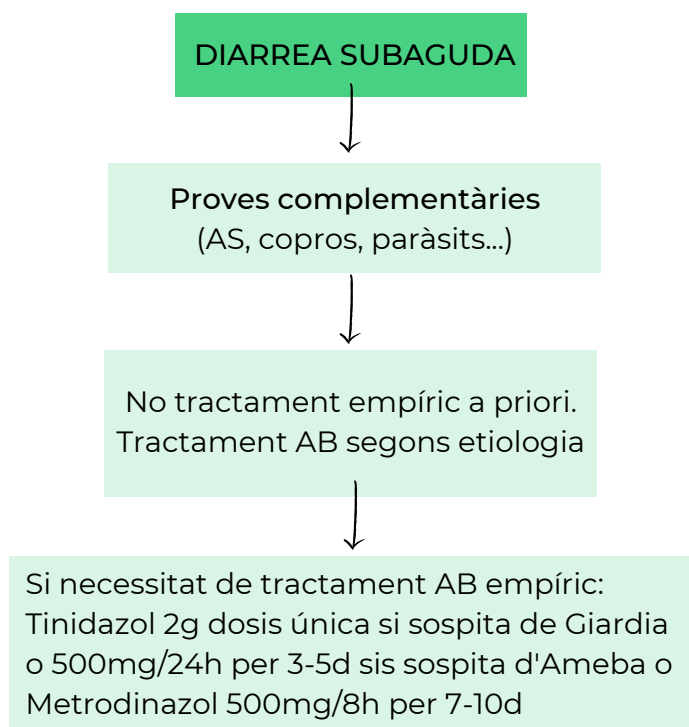 DIARREA SUBAGUDA
Proves complementàries
(AS, copros, paràsits...)
No tractament empíric a priori.
Tractament AB segons etiologia
Si necessitat de tractament AB empíric:
Tinidazol 2g dosis única si sospita de Giardia
o 500mg/24h per 3-5d sis sospita d'Ameba o
Metrodinazol 500mg/8h per 7-10d